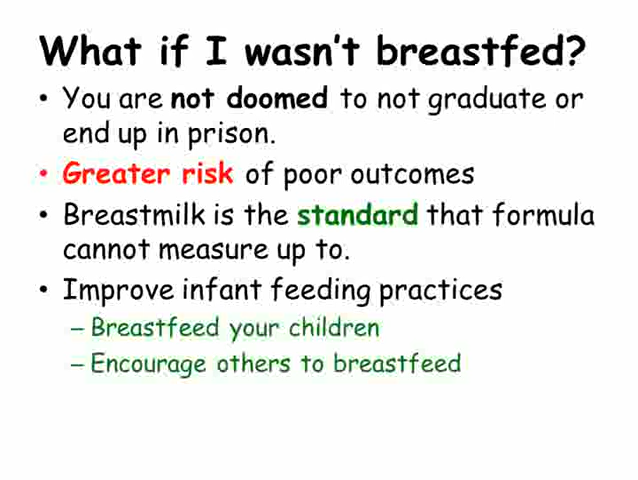 What if I wasn't breastfed?
• You are not doomed to not graduate or
end up in prison.
• Greater risk of poor outcomes
• Breastmilk is the standard that formula
cannot measure up to.
• Improve infant feeding practices
– Breastfeed your children
– Encourage others to breastfeed